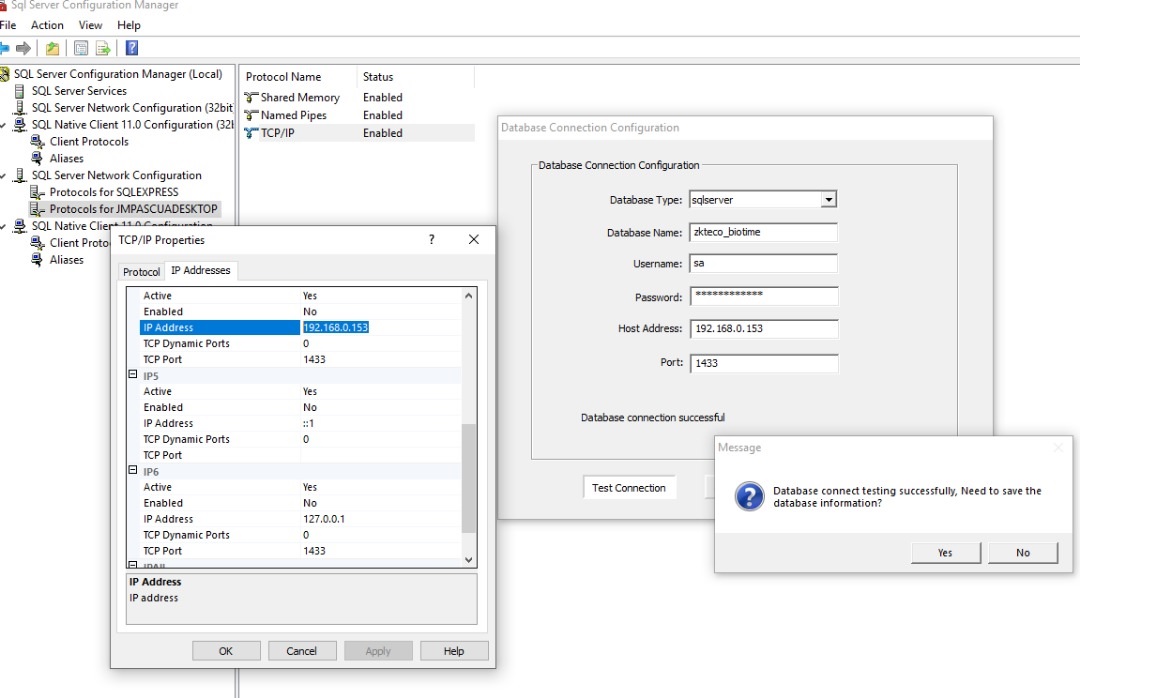 Sql Server Configuration Manager
File Action View Help
SQL Server Configuration Manager (Local)
SQL Server Services
SQL Server Network Configuration (32bit
SQL Native Client 11.0 Configuration (32b
Client Protocols
Aliases
SQL Server Network Configuration
Protocols for SQLEXPRESS
Protocols for JMPASCUADESKTOP
SQL Native Client 11.0 Configuration
Client Proto
Aliases
Protocol Name Status
Shared Memory Enabled
Named Pipes Enabled
TCP/IP Enabled
TCP/IP Properties ?
Protocol IP Addresses
Active Yes
Enabled No
IP Address 192.168.0.153
TCP Dynamic Ports 0
TCP Port 1433
IP5
Active Yes
Enabled No
IP Address ::1
TCP Dynamic Ports 0
TCP Port
IP6
Active Yes
Enabled No
IP Address 127.0.0.1
TCP Dynamic Ports 0
TCP Port 1433
IPAll
IP Address
IP address
OK Cancel Apply Help
Database Connection Configuration
Database Connection Configuration
Database Type: sqlserver
Database Name: zkteco_biotime
Username: sa
Password: ************
Host Address: 192.168.0.153
Port: 1433
Database connection successful
Test Connection
Message
Database connect testing successfully, Need to save the
database information?
Yes No